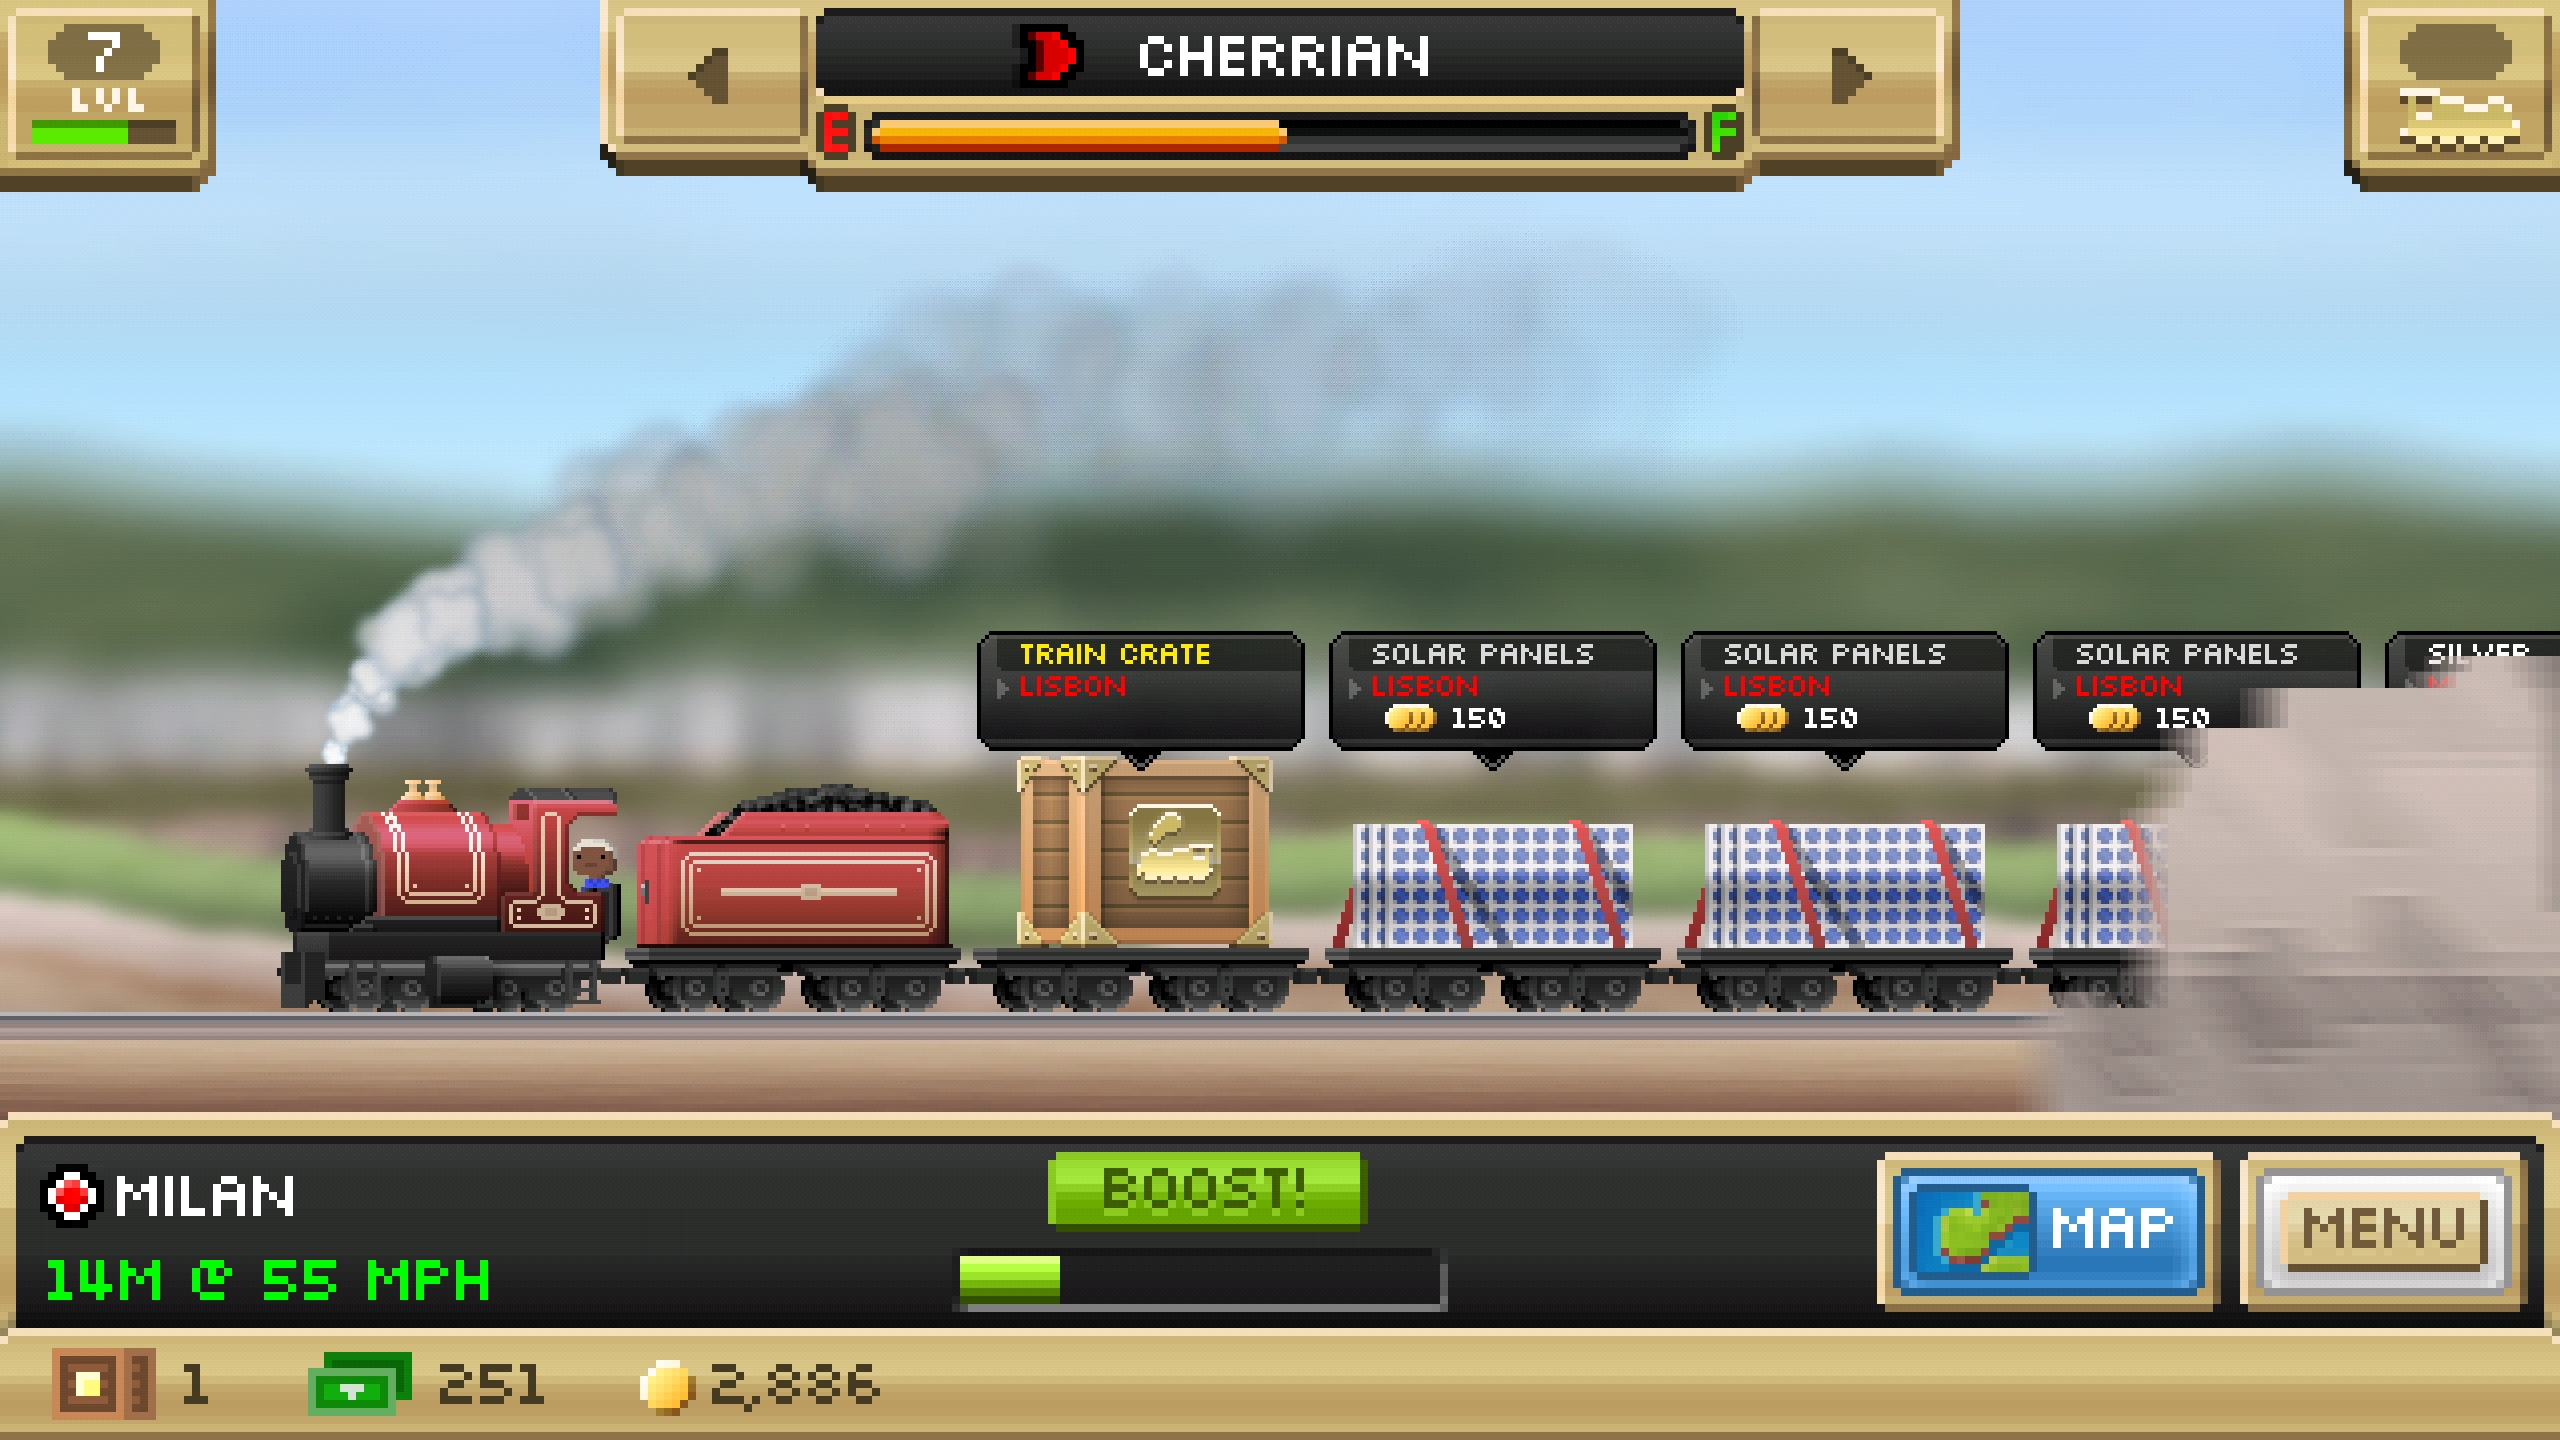 7
LVL
CHERRIAN
E F
TRAIN CRATE
LISBON
SOLAR PANELS
LISBON
150
SOLAR PANELS
LISBON
150
SOLAR PANELS
LISBON
150
SILVER
MILAN
14M @ 55 MPH
BOOST!
MAP
MENU
1
251
2,886